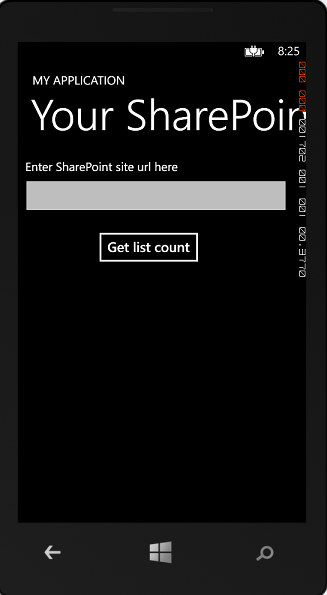 8:25
MY APPLICATION
Your SharePoin
Enter SharePoint site url here
Get list count